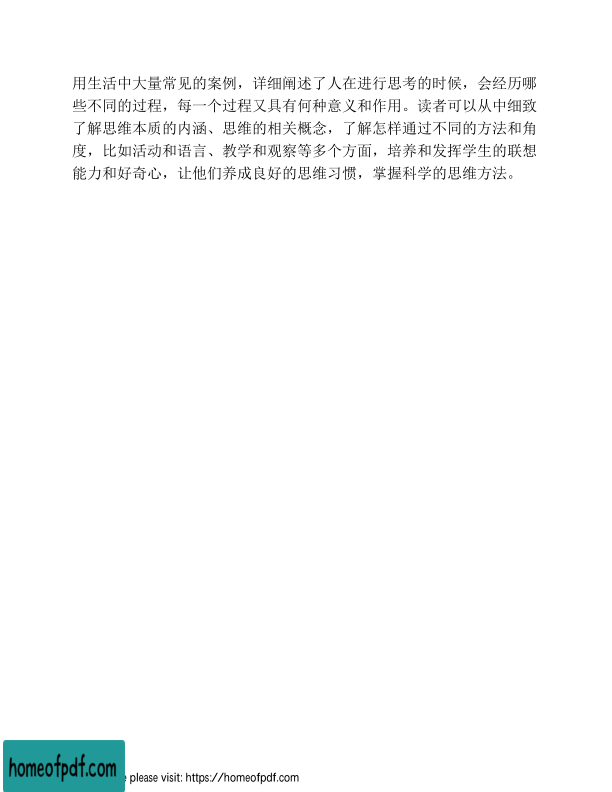 用生活中大量常见的案例，详细阐述了人在进行思考的时候，会经历哪
些不同的过程，每一个过程又具有何种意义和作用。读者可以从中细致
了解思维本质的内涵、思维的相关概念，了解怎样通过不同的方法和角
度，比如活动和语言、教学和观察等多个方面，培养和发挥学生的联想
能力和好奇心，让他们养成良好的思维习惯，掌握科学的思维方法。
homeofpdf.com
please visit: https://homeofpdf.com